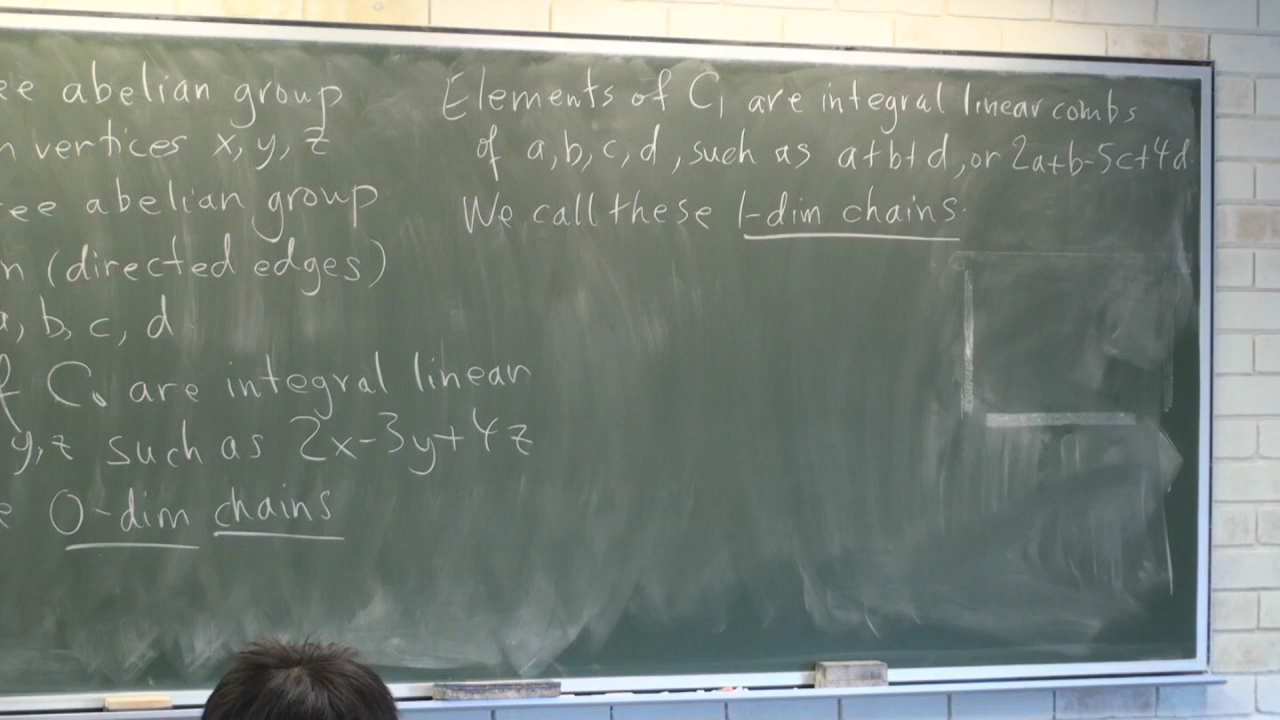 ee abelian group
n vertices x, y, z
ee abelian group
n (directed edges)
a, b, c, d
f C₀ are integral linear
y, z such as 2x-3y+4z
e 0-dim chains
Elements of C₁ are integral linear combs
of a, b, c, d, such as a+b+d, or 2a+b-5c+4d.
We call these 1-dim chains.